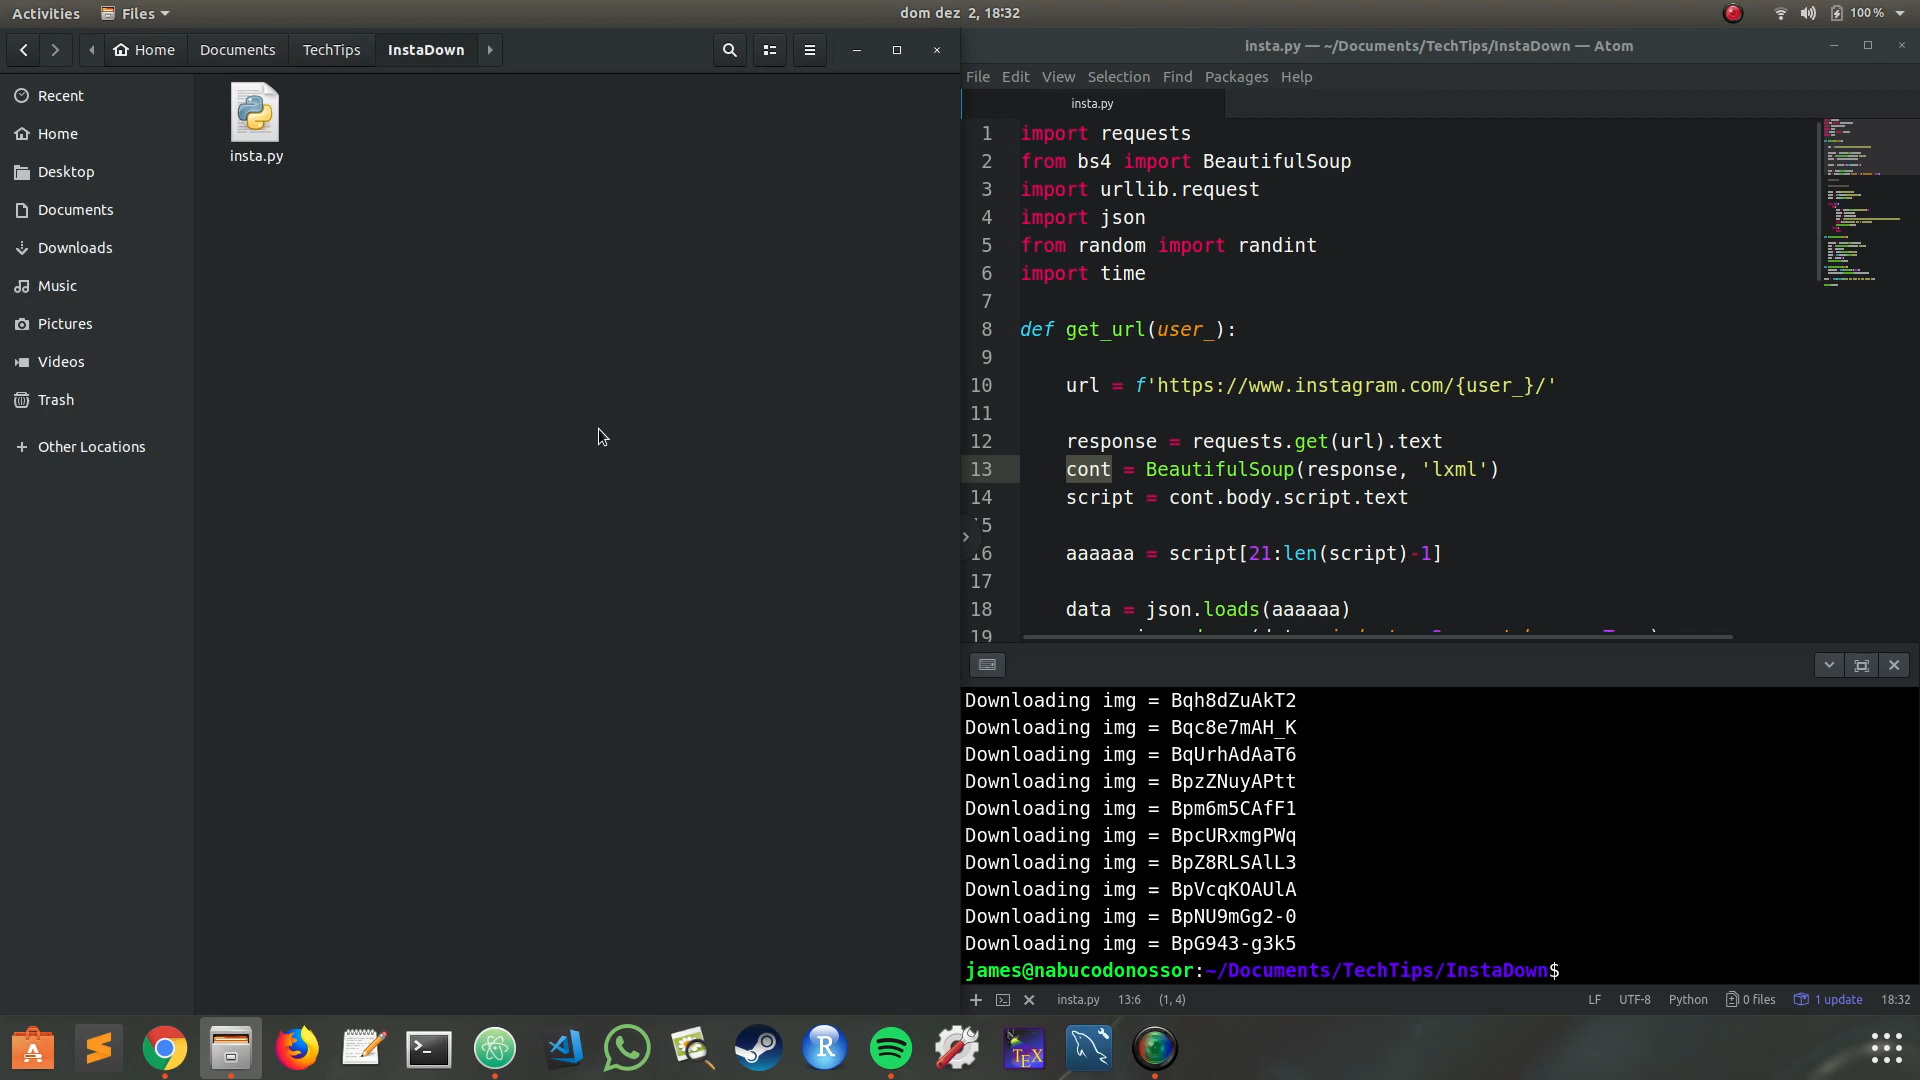 Activities
Files
dom dez 2, 18:32
100 %
Home
Documents
TechTips
InstaDown
Recent
Home
Desktop
Documents
Downloads
Music
Pictures
Videos
Trash
Other Locations
insta.py
insta.py — ~/Documents/TechTips/InstaDown — Atom
File Edit View Selection Find Packages Help
insta.py
1 import requests
2 from bs4 import BeautifulSoup
3 import urllib.request
4 import json
5 from random import randint
6 import time
7
8 def get_url(user_):
9
10 url = f'https://www.instagram.com/{user_}/'
11
12 response = requests.get(url).text
13 cont = BeautifulSoup(response, 'lxml')
14 script = cont.body.script.text
15
16 aaaaaa = script[21:len(script)-1]
17
18 data = json.loads(aaaaaa)
19
Downloading img = Bqh8dZuAkT2
Downloading img = Bqc8e7mAH_K
Downloading img = BqUrhAdAaT6
Downloading img = BpzZNuyAPtt
Downloading img = Bpm6m5CAfF1
Downloading img = BpcURxmgPWq
Downloading img = BpZ8RLSAlL3
Downloading img = BpVcqKOAUlA
Downloading img = BpNU9mGg2-0
Downloading img = BpG943-g3k5
james@nabucodonossor:~/Documents/TechTips/InstaDown$
insta.py 13:6 (1, 4)
LF UTF-8 Python 0 files 1 update 18:32